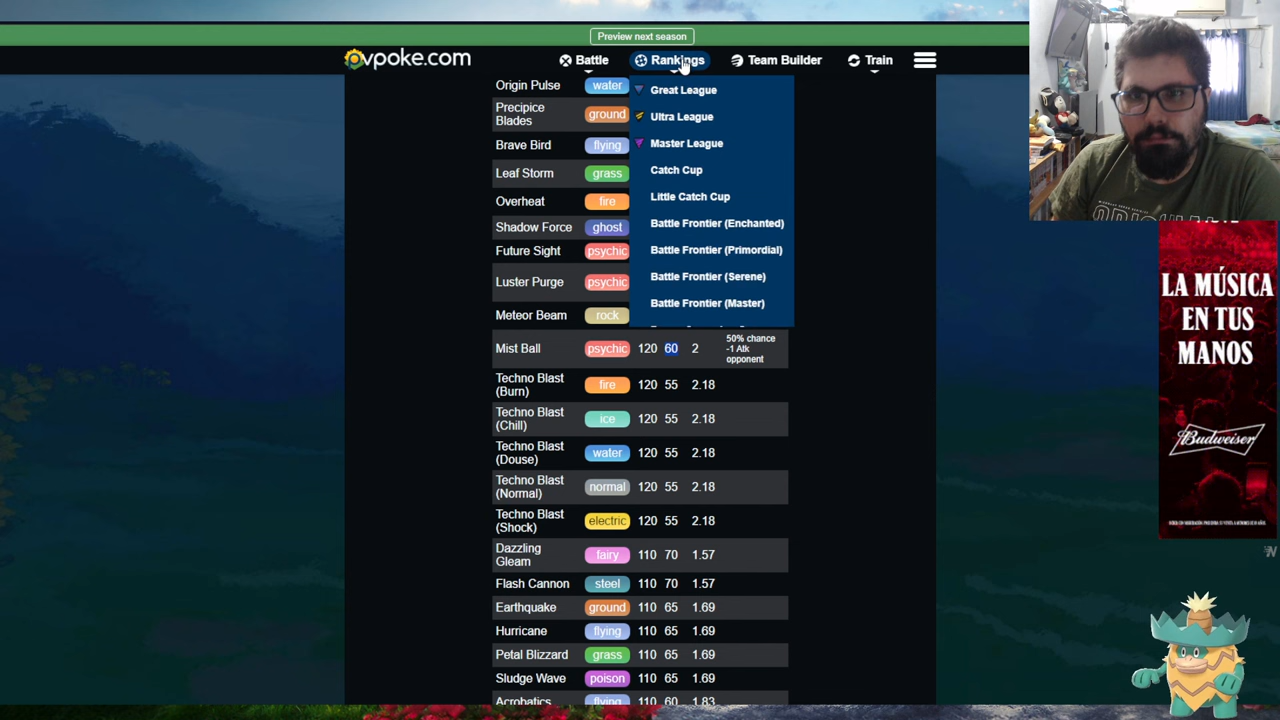 Preview next season
vpoke.com
Battle
Rankings
Team Builder
Train
Great League
Ultra League
Master League
Catch Cup
Little Catch Cup
Battle Frontier (Enchanted)
Battle Frontier (Primordial)
Battle Frontier (Serene)
Battle Frontier (Master)
Origin Pulse water
Precipice
Blades ground
Brave Bird flying
Leaf Storm grass
Overheat fire
Shadow Force ghost
Future Sight psychic
Luster Purge psychic
Meteor Beam rock
Mist Ball psychic 120 60 2
50% chance
-1 Atk
opponent
Techno Blast
(Burn) fire 120 55 2.18
Techno Blast
(Chill) ice 120 55 2.18
Techno Blast
(Douse) water 120 55 2.18
Techno Blast
(Normal) normal 120 55 2.18
Techno Blast
(Shock) electric 120 55 2.18
Dazzling
Gleam fairy 110 70 1.57
Flash Cannon steel 110 70 1.57
Earthquake ground 110 65 1.69
Hurricane flying 110 65 1.69
Petal Blizzard grass 110 65 1.69
Sludge Wave poison 110 65 1.69
Acrobatics flying 110 60 1.83
LA MÚSICA
EN TUS
MANOS
Budweiser